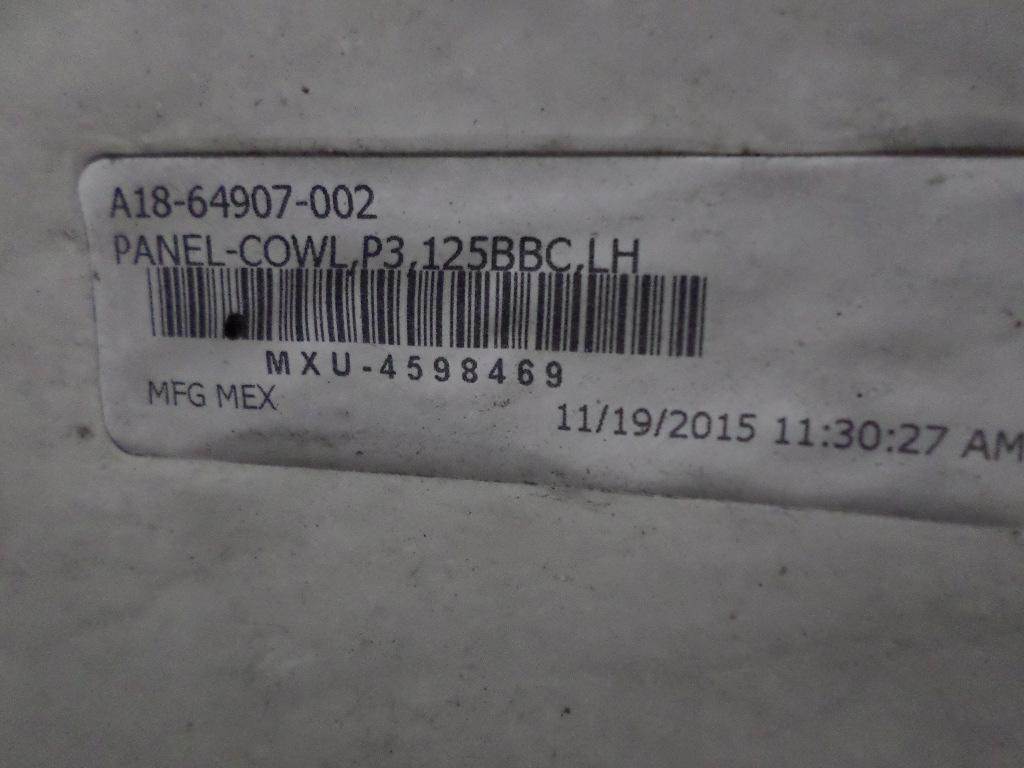 A18-64907-002
PANEL-COWL,P3,125BBC,LH
MXU-4598469
MFG MEX
11/19/2015 11:30:27 AM